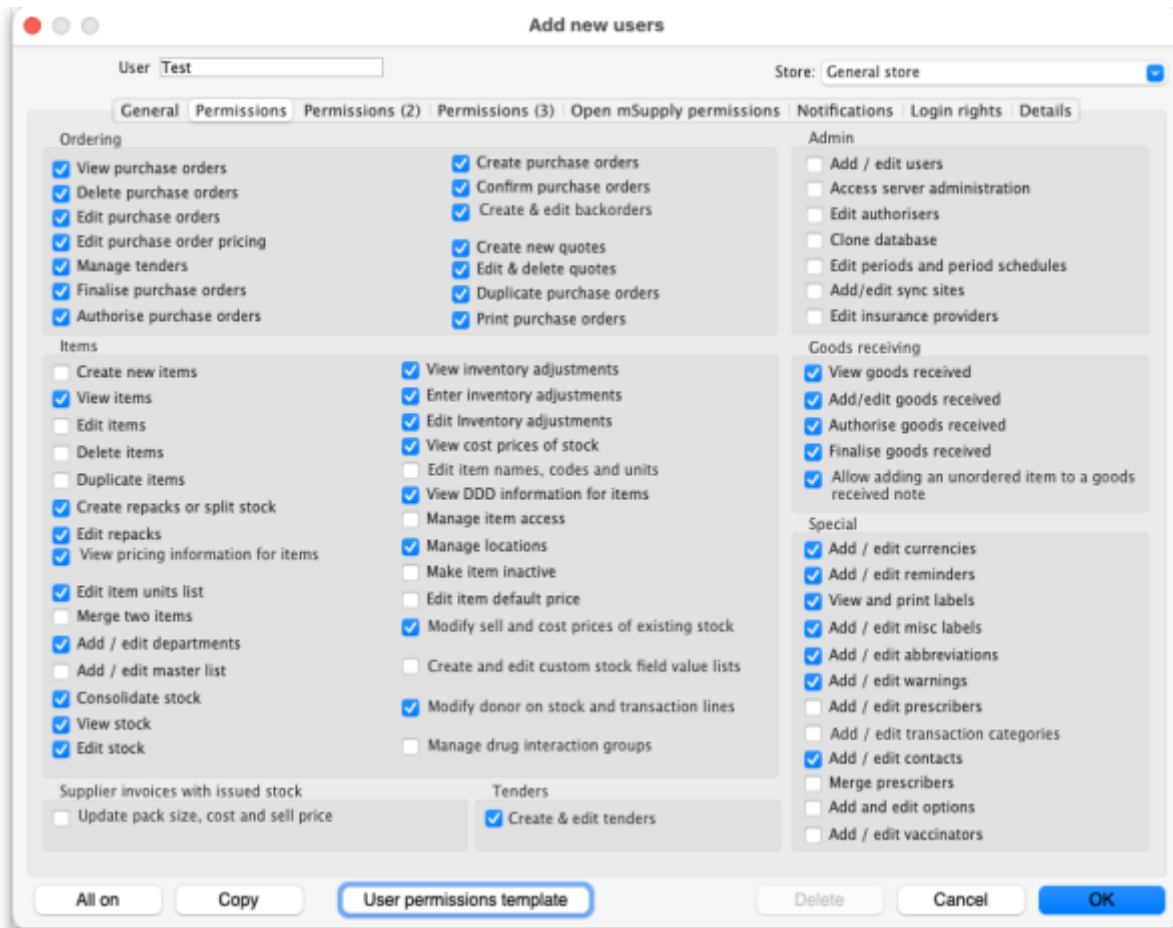 Add new users
User Test
Store: General store
General Permissions Permissions (2) Permissions (3) Open mSupply permissions Notifications Login rights Details
Ordering
View purchase orders
Delete purchase orders
Edit purchase orders
Edit purchase order pricing
Manage tenders
Finalise purchase orders
Authorise purchase orders
Create purchase orders
Confirm purchase orders
Create & edit backorders
Create new quotes
Edit & delete quotes
Duplicate purchase orders
Print purchase orders
Admin
Add / edit users
Access server administration
Edit authorisers
Clone database
Edit periods and period schedules
Add/edit sync sites
Edit insurance providers
Items
Create new items
View items
Edit items
Delete items
Duplicate items
Create repacks or split stock
Edit repacks
View pricing information for items
Edit item units list
Merge two items
Add / edit departments
Add / edit master list
Consolidate stock
View stock
Edit stock
View inventory adjustments
Enter inventory adjustments
Edit Inventory adjustments
View cost prices of stock
Edit item names, codes and units
View DDD information for items
Manage item access
Manage locations
Make item inactive
Edit item default price
Modify sell and cost prices of existing stock
Create and edit custom stock field value lists
Modify donor on stock and transaction lines
Manage drug interaction groups
Goods receiving
View goods received
Add/edit goods received
Authorise goods received
Finalise goods received
Allow adding an unordered item to a goods
received note
Special
Add / edit currencies
Add / edit reminders
View and print labels
Add / edit misc labels
Add / edit abbreviations
Add / edit warnings
Add / edit prescribers
Add / edit transaction categories
Add / edit contacts
Merge prescribers
Add and edit options
Add / edit vaccinators
Supplier invoices with issued stock
Update pack size, cost and sell price
Tenders
Create & edit tenders
All on
Copy
User permissions template
Delete
Cancel
OK